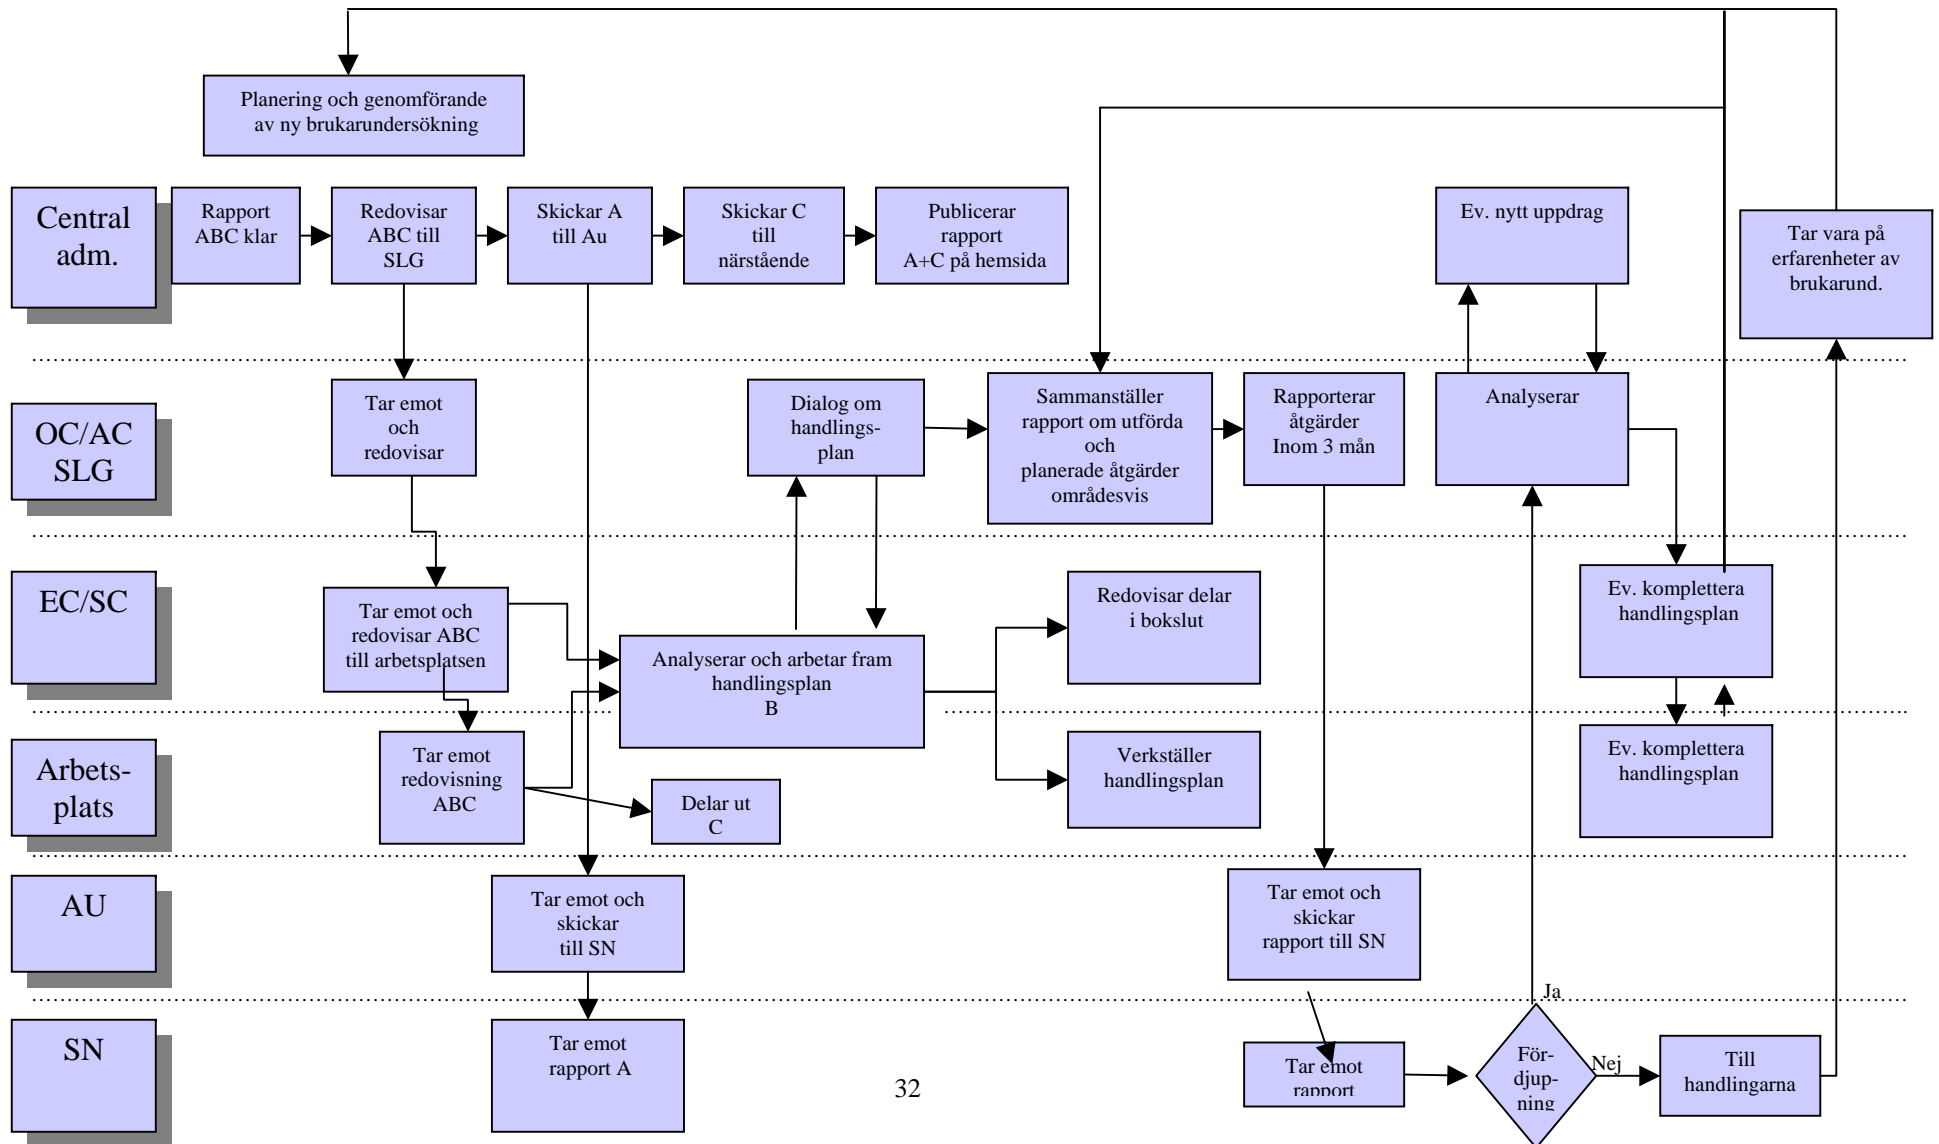 Planering och genomförande
av ny brukarundersökning
Central
adm.
Rapport
ABC klar
Redovisar
ABC till
SLG
Skickar A
till Au
Skickar C
till
närstående
Publicerar
rapport
A+C på hemsida
Ev. nytt uppdrag
Tar vara på
erfarenheter av
brukarund.
OC/AC
SLG
Tar emot
och
redovisar
Dialog om
handlings-
plan
Sammanställer
rapport om utförda
och
planerade åtgärder
områdesvis
Rapporterar
åtgärder
Inom 3 mån
Analyserar
EC/SC
Tar emot och
redovisar ABC
till arbetsplatsen
Analyserar och arbetar fram
handlingsplan
B
Redovisar delar
i bokslut
Ev. komplettera
handlingsplan
Arbets-
plats
Tar emot
redovisning
ABC
Delar ut
C
Verkställer
handlingsplan
Ev. komplettera
handlingsplan
AU
Tar emot och
skickar
till SN
Tar emot och
skickar
rapport till SN
SN
Tar emot
rapport A
Tar emot
rapport
Ja
För-
djup-
ning
Nej
Till
handlingarna
32